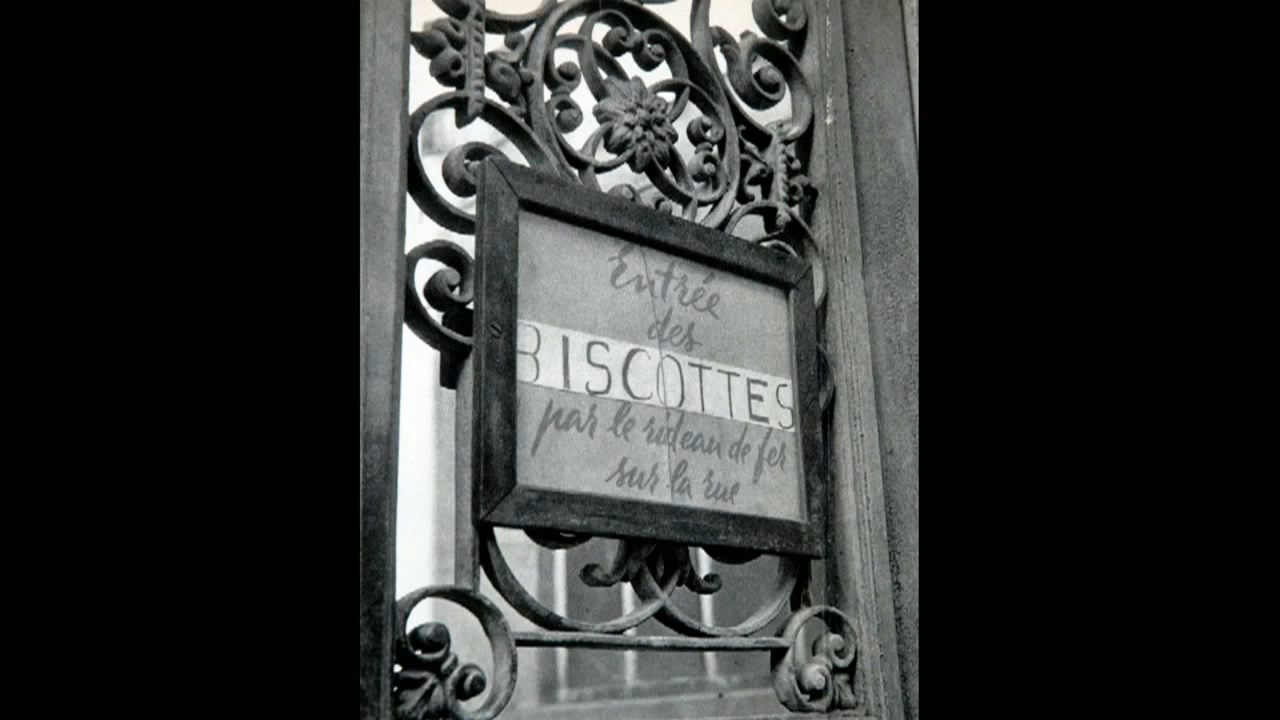 Entrée
des
BISCOTTES
par le rideau de fer
sur la rue